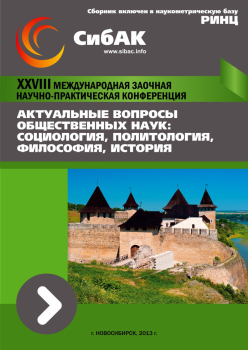 Сборник включен в наукометрическую базу
РИНЦ
СибАК
www.sibac.info
XXVIII МЕЖДУНАРОДНАЯ ЗАОЧНАЯ
НАУЧНО-ПРАКТИЧЕСКАЯ КОНФЕРЕНЦИЯ
АКТУАЛЬНЫЕ ВОПРОСЫ
ОБЩЕСТВЕННЫХ НАУК:
СОЦИОЛОГИЯ, ПОЛИТОЛОГИЯ,
ФИЛОСОФИЯ, ИСТОРИЯ
г. НОВОСИБИРСК, 2013 г.